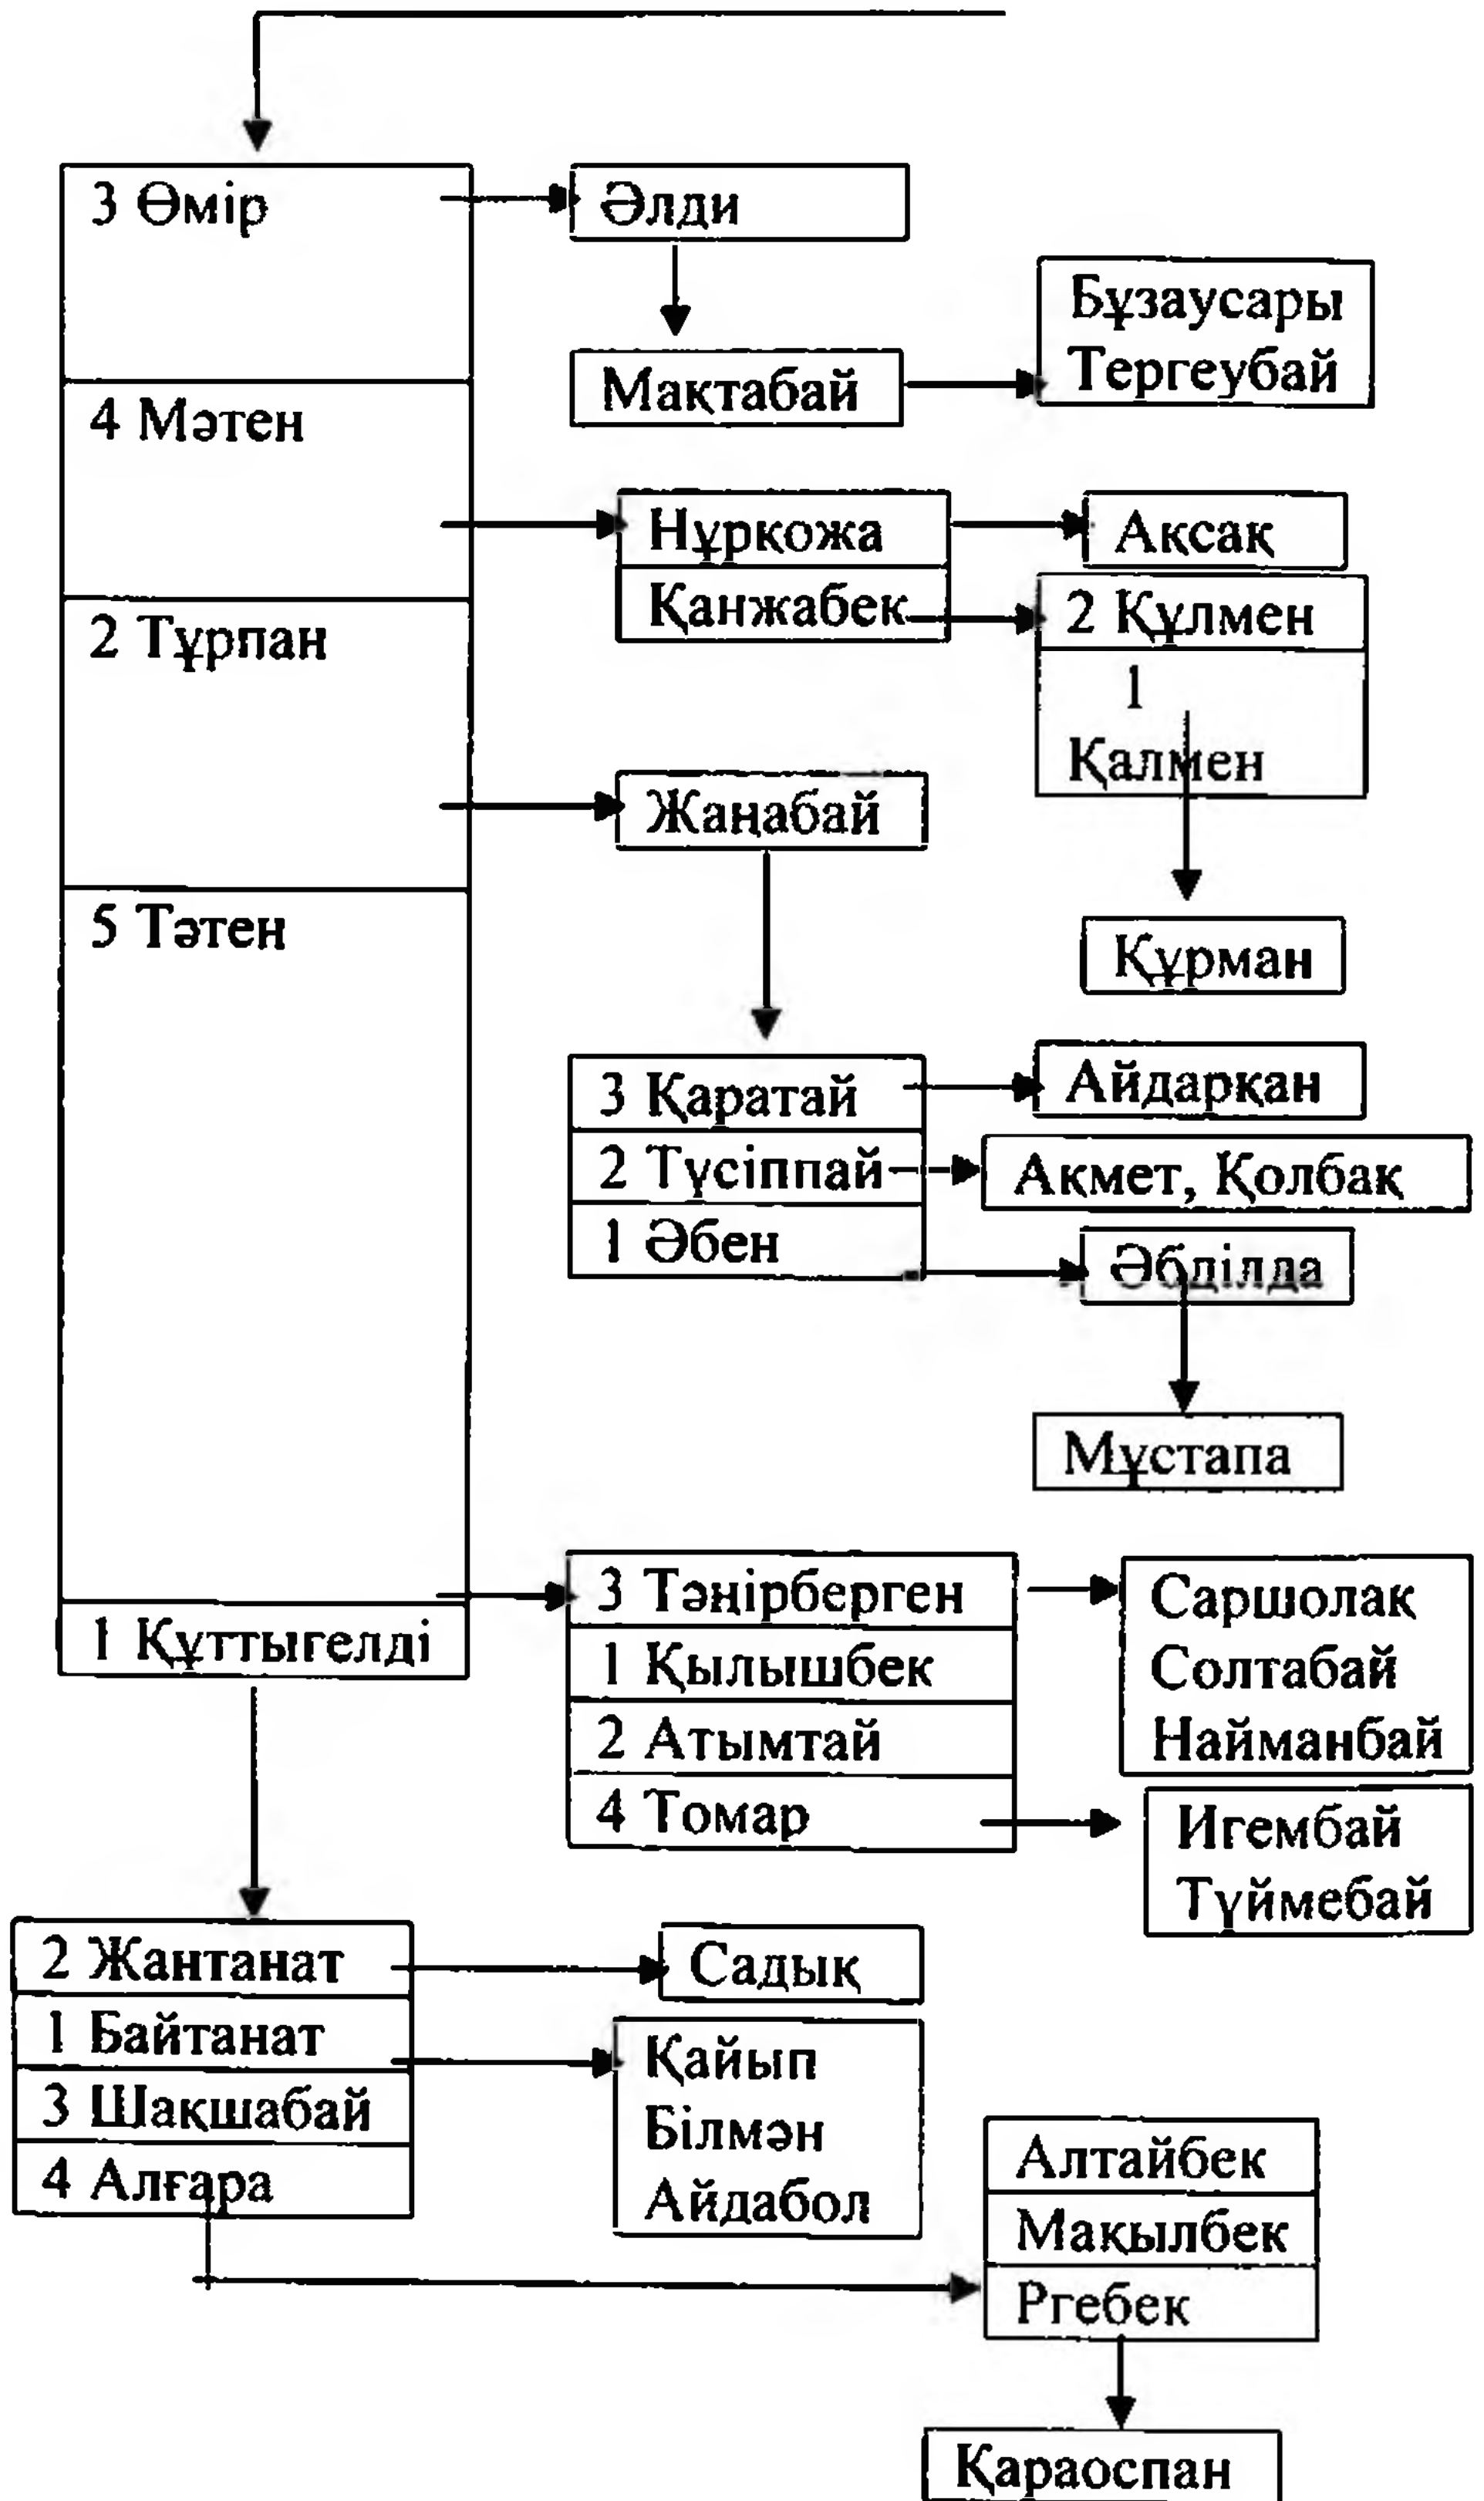 3 Өмір
Әлди
Бұзаусары
Тергеубай
Мақтабай
4 Мәтен
Нұрқожа
Ақсақ
Қанжабек
2 Құлмен
1
Қалмен
2 Тұрпан
Жаңабай
5 Тәтен
Құрман
3 Қаратай
Айдарқан
2 Түсіппай
Ақмет, Қолбақ
1 Әбен
Әбділда
Мұстапа
3 Тәңірберген
Саршолақ
Солтабай
Найманбай
1 Құттыгелді
1 Қылышбек
2 Атымтай
4 Томар
Игембай
Түймебай
2 Жантанат
Садық
1 Байтанат
Қайып
Білмән
Айдабол
3 Шақшабай
4 Алғара
Алтайбек
Мақылбек
Ргебек
Қараоспан